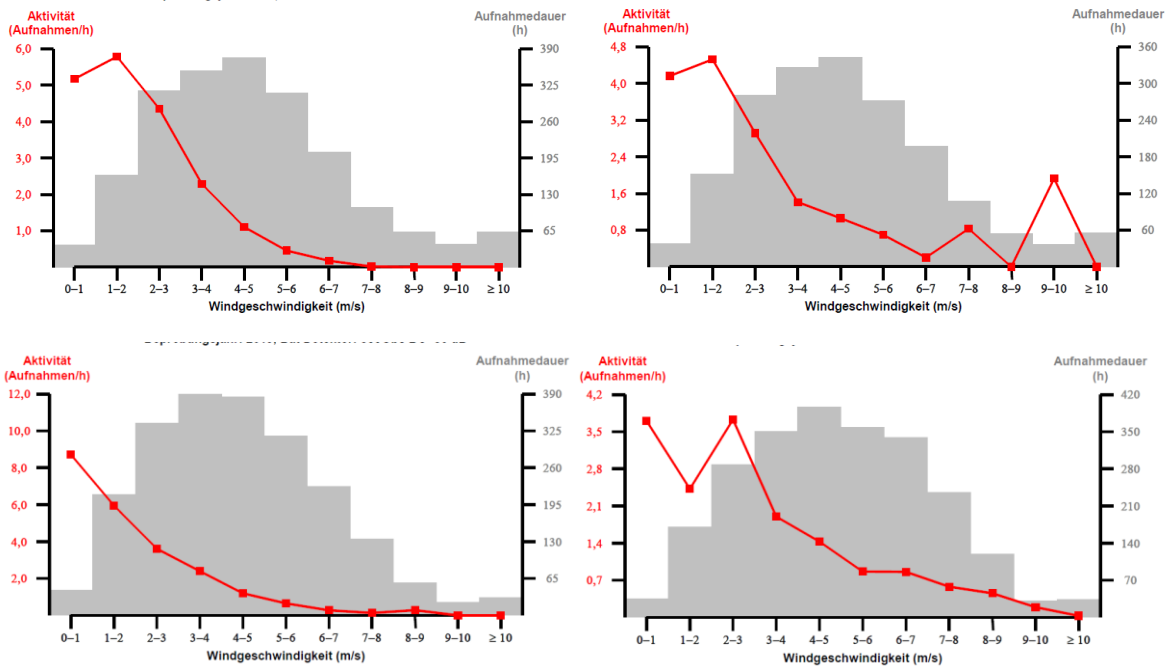 Aktivität
(Aufnahmen/h)
Aufnahmedauer
(h)
6,0
5,0
4,0
3,0
2,0
1,0
390
325
260
195
130
65
0–1 1–2 2–3 3–4 4–5 5–6 6–7 7–8 8–9 9–10 ≥ 10
Windgeschwindigkeit (m/s)
Aktivität
(Aufnahmen/h)
Aufnahmedauer
(h)
4,8
4,0
3,2
2,4
1,6
0,8
360
300
240
180
120
60
0–1 1–2 2–3 3–4 4–5 5–6 6–7 7–8 8–9 9–10 ≥ 10
Windgeschwindigkeit (m/s)
Aktivität
(Aufnahmen/h)
Aufnahmedauer
(h)
12,0
10,0
8,0
6,0
4,0
2,0
390
325
260
195
130
65
0–1 1–2 2–3 3–4 4–5 5–6 6–7 7–8 8–9 9–10 ≥ 10
Windgeschwindigkeit (m/s)
Aktivität
(Aufnahmen/h)
Aufnahmedauer
(h)
4,2
3,5
2,8
2,1
1,4
0,7
420
350
280
210
140
70
0–1 1–2 2–3 3–4 4–5 5–6 6–7 7–8 8–9 9–10 ≥ 10
Windgeschwindigkeit (m/s)